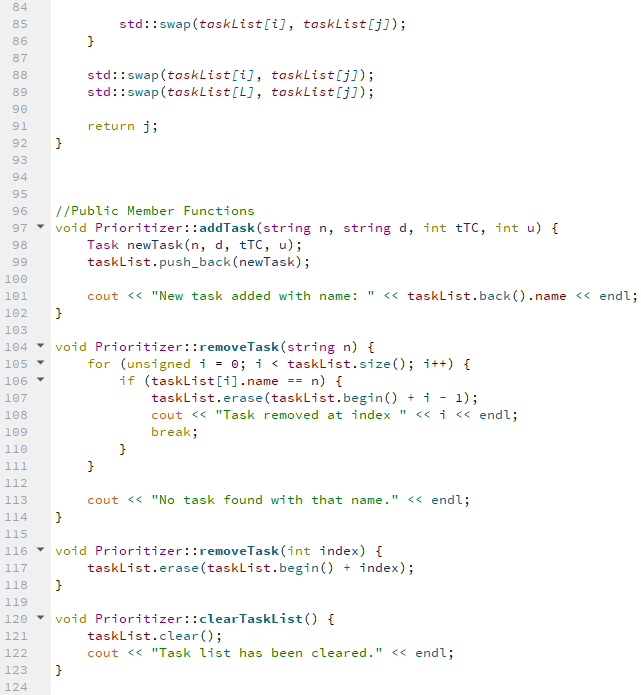 84
85         std::swap(taskList[i], taskList[j]);
86     }
87
88     std::swap(taskList[i], taskList[j]);
89     std::swap(taskList[L], taskList[j]);
90
91     return j;
92 }
93
94
95
96 //Public Member Functions
97 void Prioritizer::addTask(string n, string d, int tTC, int u) {
98     Task newTask(n, d, tTC, u);
99     taskList.push_back(newTask);
100
101     cout << "New task added with name: " << taskList.back().name << endl;
102 }
103
104 void Prioritizer::removeTask(string n) {
105     for (unsigned i = 0; i < taskList.size(); i++) {
106         if (taskList[i].name == n) {
107             taskList.erase(taskList.begin() + i - 1);
108             cout << "Task removed at index " << i << endl;
109             break;
110         }
111     }
112
113     cout << "No task found with that name." << endl;
114 }
115
116 void Prioritizer::removeTask(int index) {
117     taskList.erase(taskList.begin() + index);
118 }
119
120 void Prioritizer::clearTaskList() {
121     taskList.clear();
122     cout << "Task list has been cleared." << endl;
123 }
124